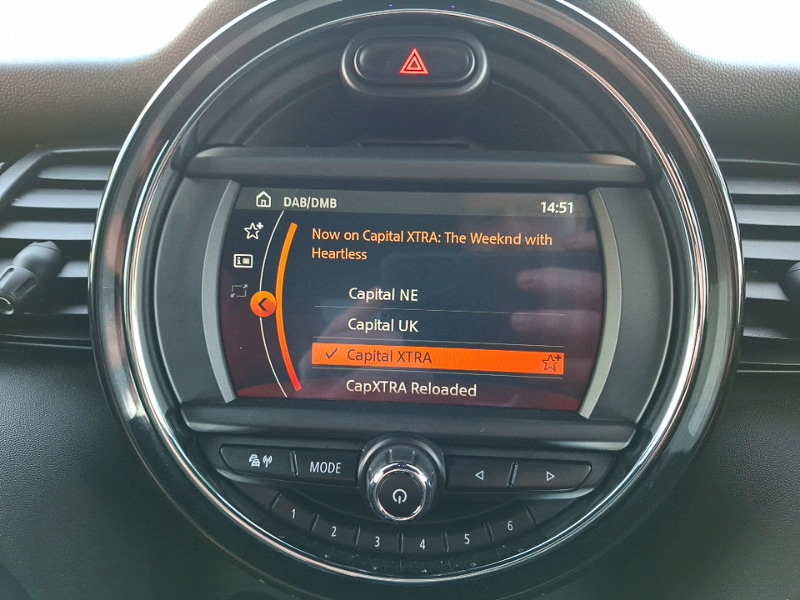 DAB/DMB 14:51
Now on Capital XTRA: The Weeknd with
Heartless
Capital NE
Capital UK
Capital XTRA
CapXTRA Reloaded
MODE
1 2 3 4 5 6